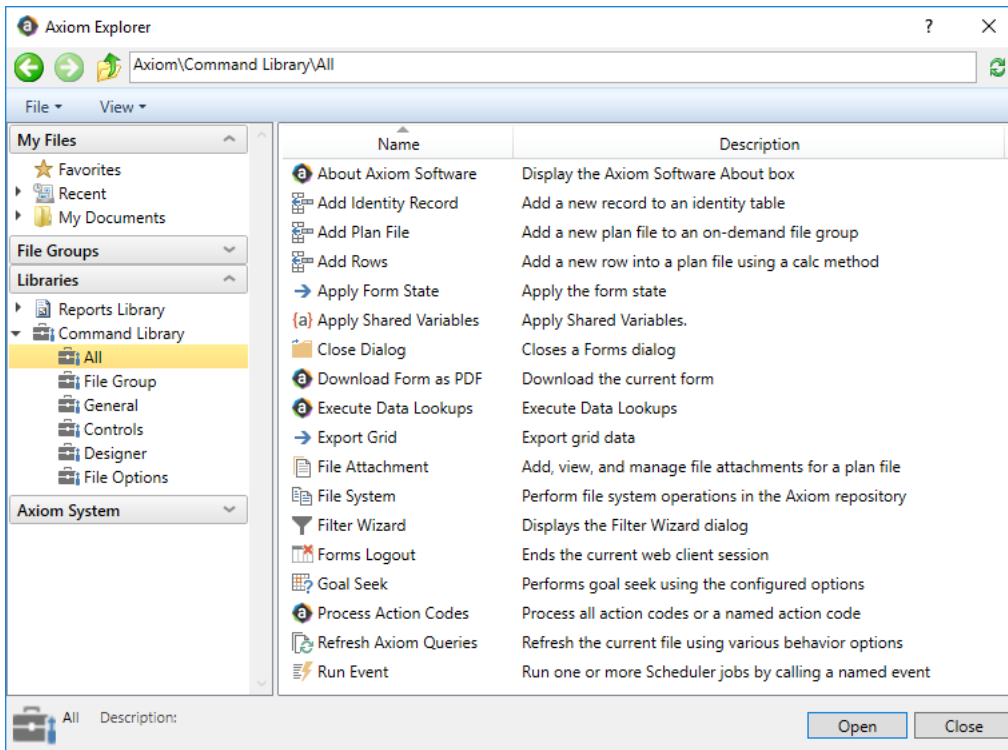 Axiom Explorer
?
Axiom\Command Library\All
File View
My Files
Favorites
Recent
My Documents
File Groups
Libraries
Reports Library
Command Library
All
File Group
General
Controls
Designer
File Options
Axiom System
Name Description
About Axiom Software Display the Axiom Software About box
Add Identity Record Add a new record to an identity table
Add Plan File Add a new plan file to an on-demand file group
Add Rows Add a new row into a plan file using a calc method
Apply Form State Apply the form state
{a} Apply Shared Variables Apply Shared Variables.
Close Dialog Closes a Forms dialog
Download Form as PDF Download the current form
Execute Data Lookups Execute Data Lookups
Export Grid Export grid data
File Attachment Add, view, and manage file attachments for a plan file
File System Perform file system operations in the Axiom repository
Filter Wizard Displays the Filter Wizard dialog
Forms Logout Ends the current web client session
Goal Seek Performs goal seek using the configured options
Process Action Codes Process all action codes or a named action code
Refresh Axiom Queries Refresh the current file using various behavior options
Run Event Run one or more Scheduler jobs by calling a named event
All Description:
Open Close